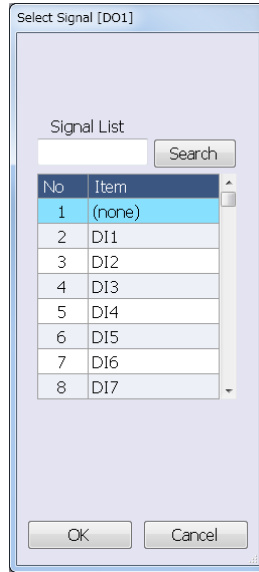 Select Signal [DO1]
Signal List
Search
No Item
1 (none)
2 DI1
3 DI2
4 DI3
5 DI4
6 DI5
7 DI6
8 DI7
OK Cancel